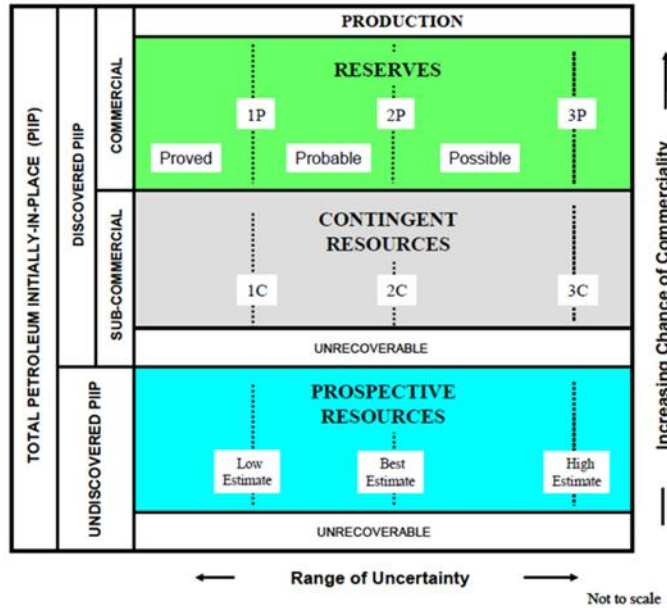 TOTAL PETROLEUM INITIALLY-IN-PLACE (PIIP)
DISCOVERED PIIP
UNDISCOVERED PIIP
COMMERCIAL
SUB-COMMERCIAL
PRODUCTION
RESERVES
1P 2P 3P
Proved Probable Possible
CONTINGENT
RESOURCES
1C 2C 3C
UNRECOVERABLE
PROSPECTIVE
RESOURCES
Low Best High
Estimate Estimate Estimate
UNRECOVERABLE
Increasing Chance of Commerciality
Range of Uncertainty
Not to scale